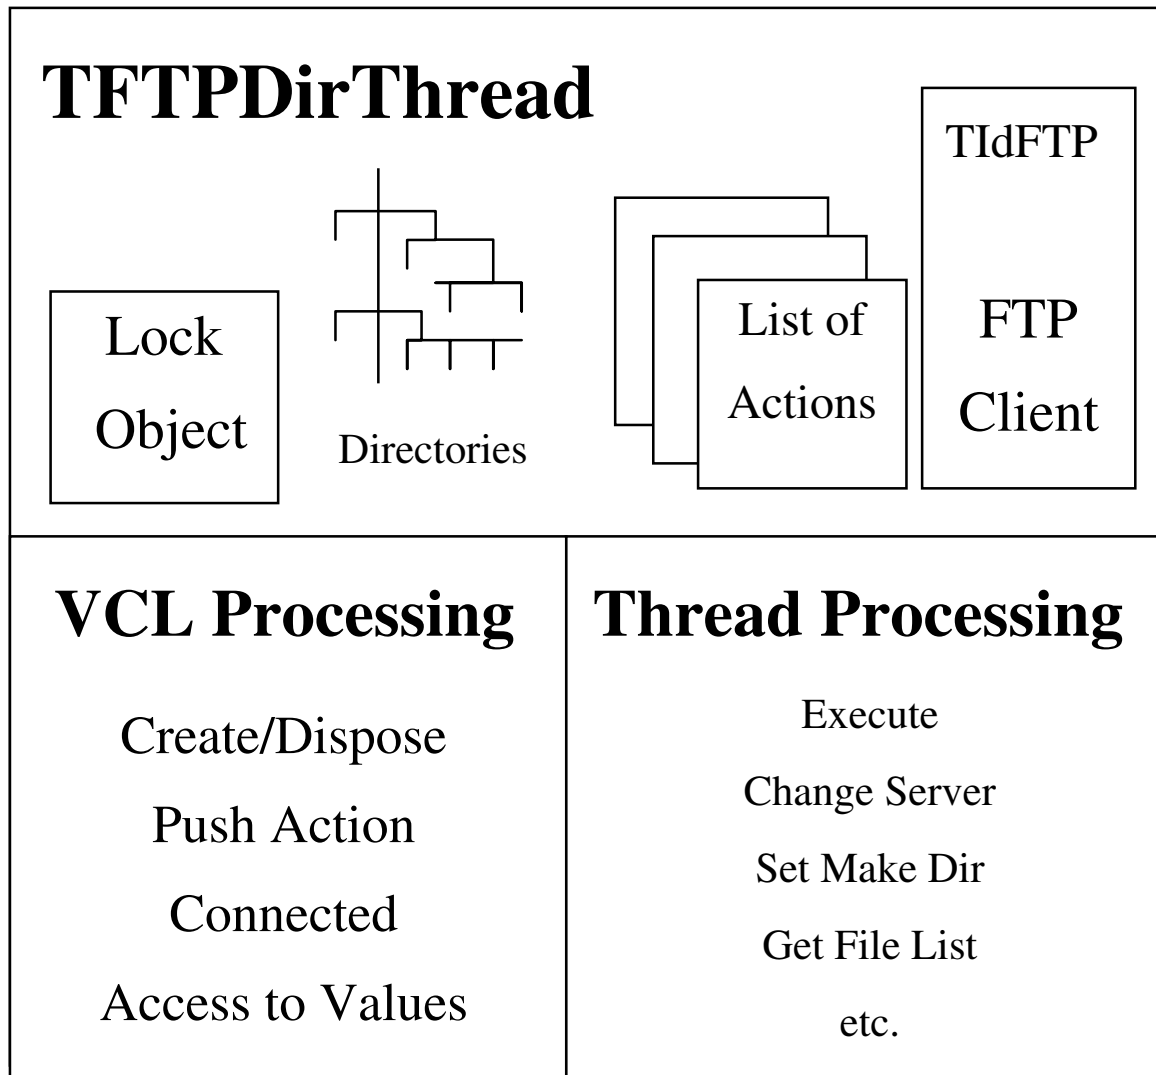 TFTPDirThread
TIdFTP
FTP
Client
Lock
Object
Directories
List of
Actions
VCL Processing
Create/Dispose
Push Action
Connected
Access to Values
Thread Processing
Execute
Change Server
Set Make Dir
Get File List
etc.